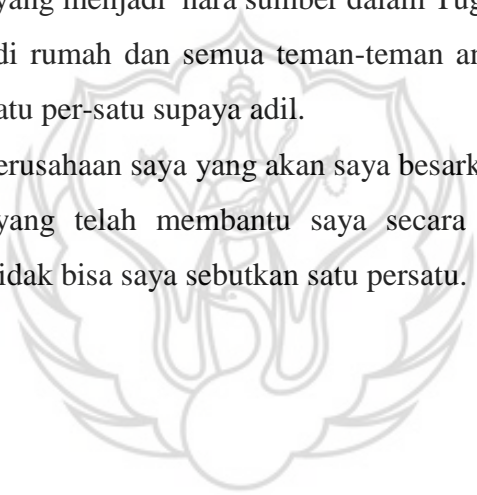 yang menjadi nara sumber dalam Tug
di rumah dan semua teman-teman an
atu per-satu supaya adil.
erusahaan saya yang akan saya besark
yang telah membantu saya secara
idak bisa saya sebutkan satu persatu.